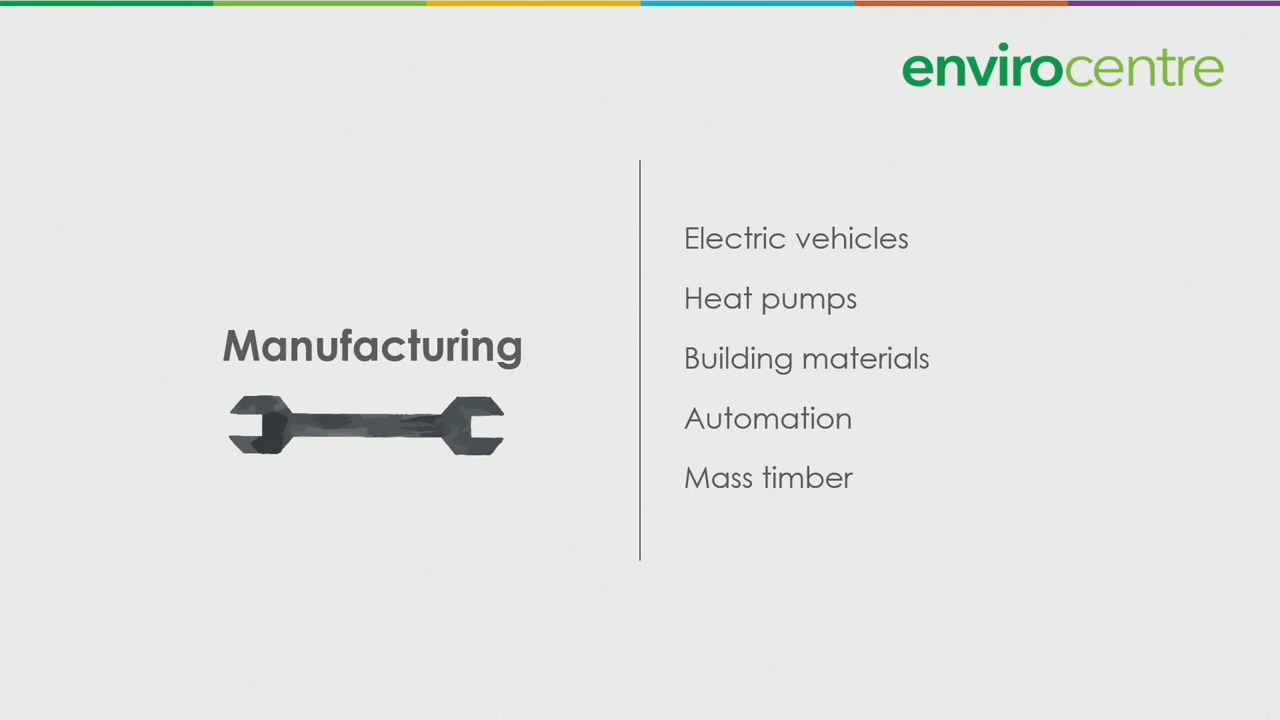 envirocentre
Manufacturing
Electric vehicles
Heat pumps
Building materials
Automation
Mass timber